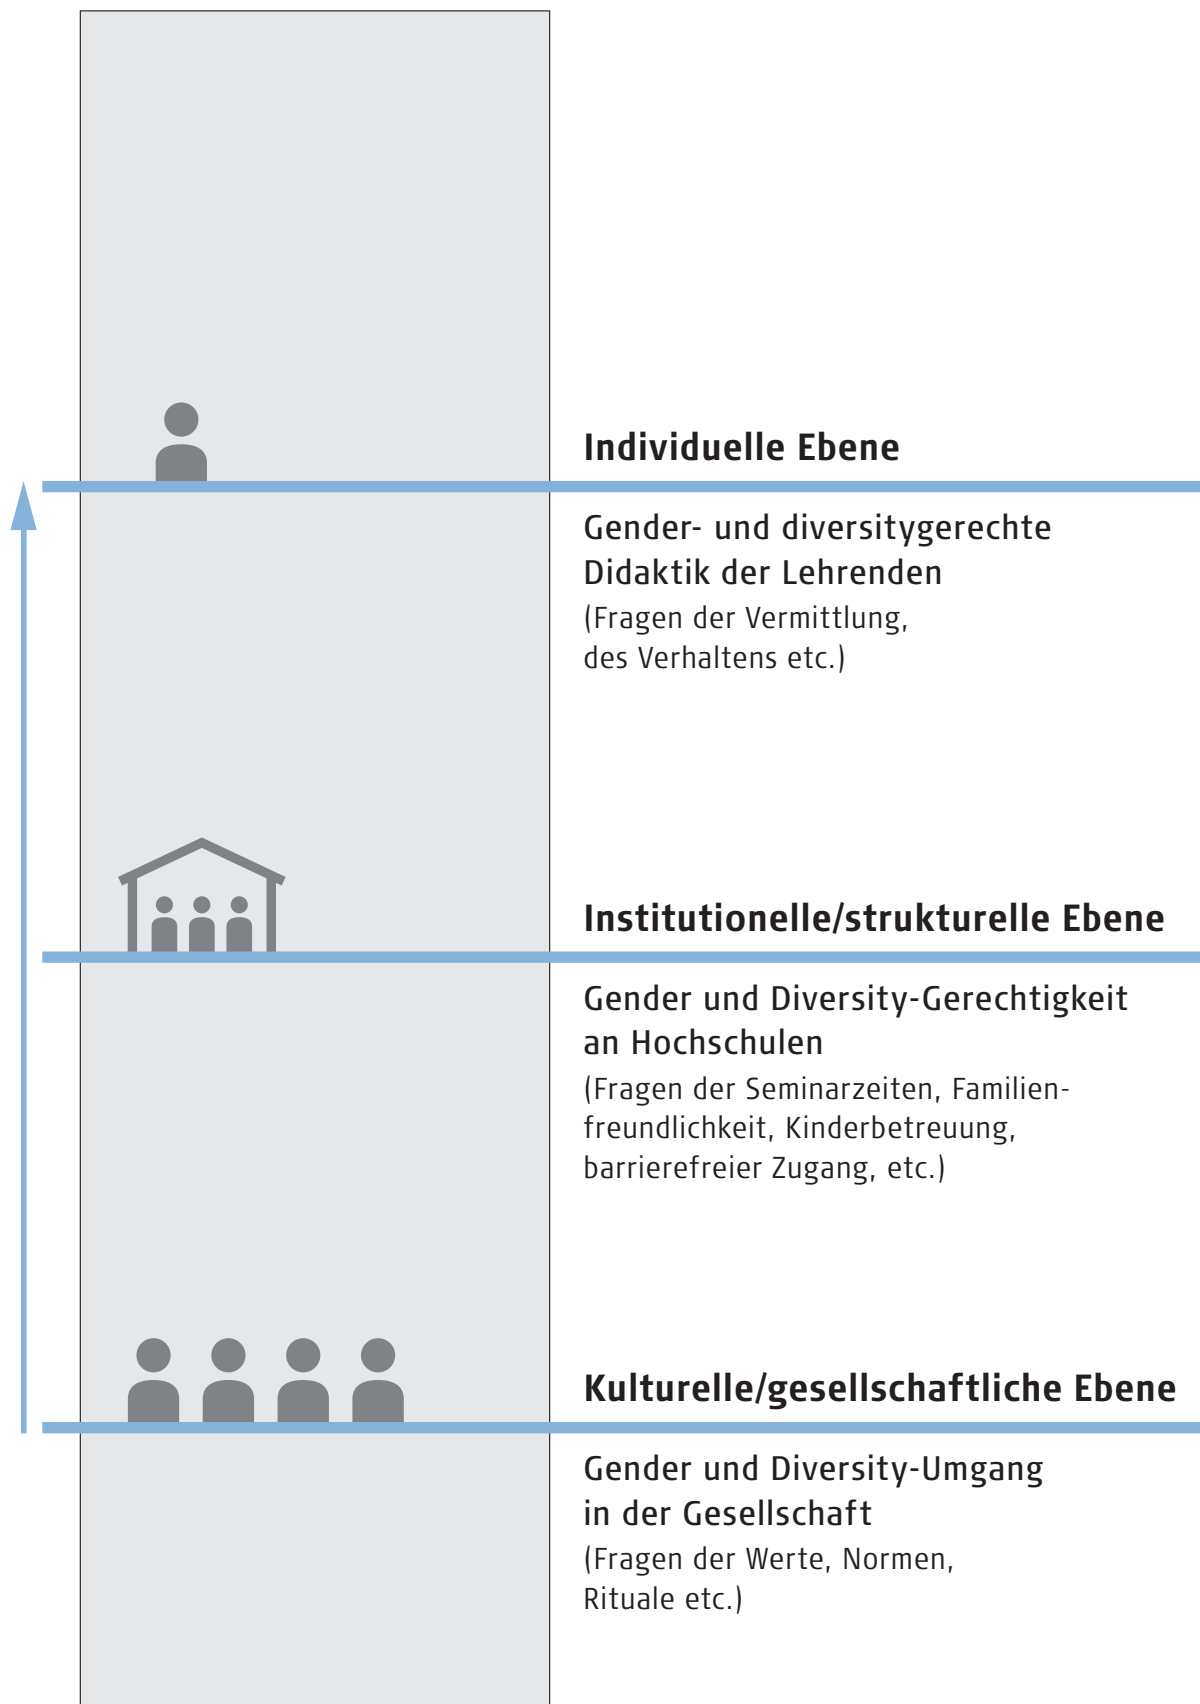 Individuelle Ebene
Gender- und diversitygerechte
Didaktik der Lehrenden
(Fragen der Vermittlung,
des Verhaltens etc.)
Institutionelle/strukturelle Ebene
Gender und Diversity-Gerechtigkeit
an Hochschulen
(Fragen der Seminarzeiten, Familien-
freundlichkeit, Kinderbetreuung,
barrierefreier Zugang, etc.)
Kulturelle/gesellschaftliche Ebene
Gender und Diversity-Umgang
in der Gesellschaft
(Fragen der Werte, Normen,
Rituale etc.)